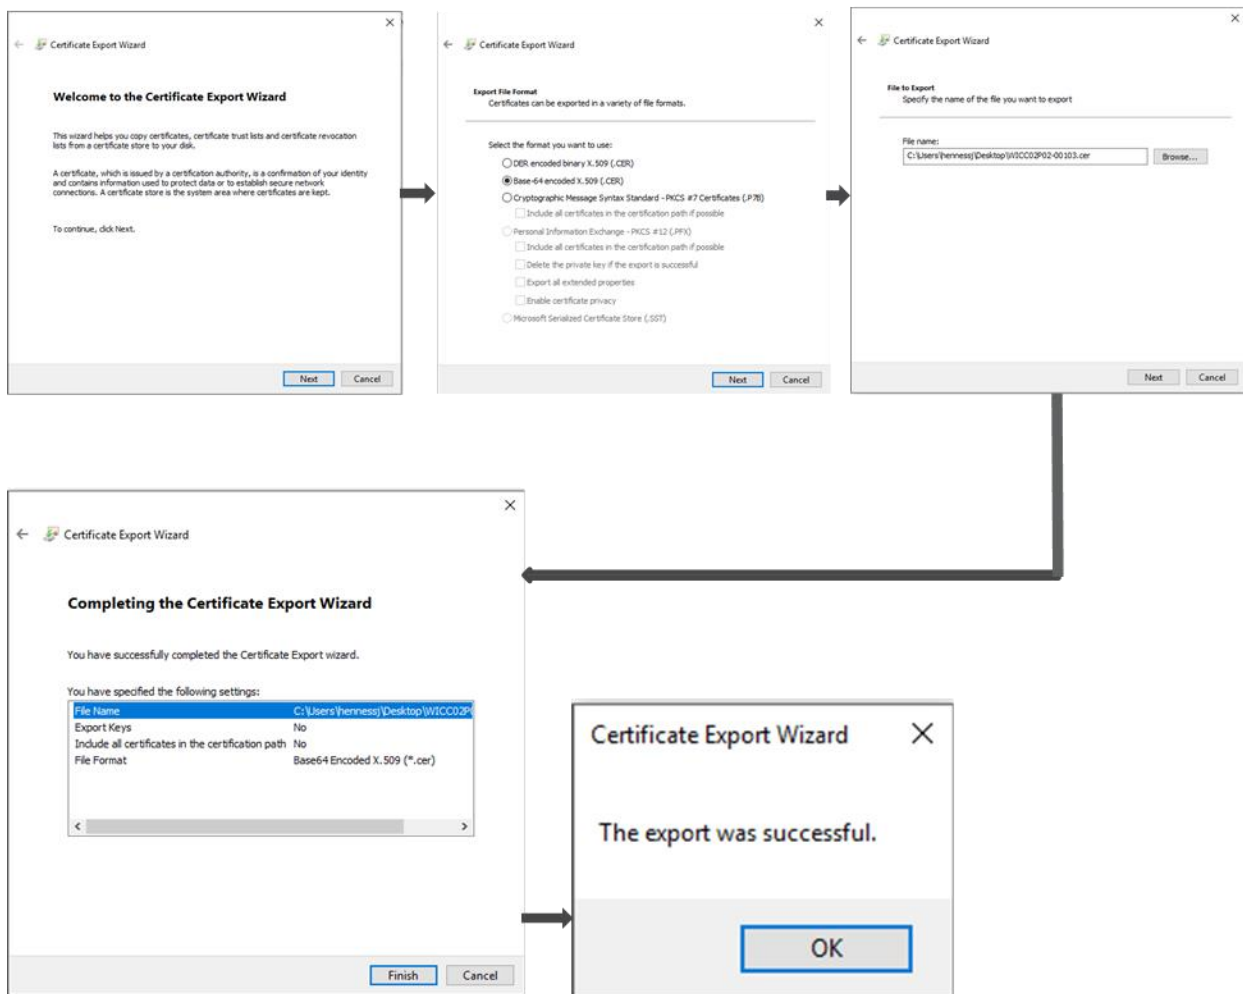 Certificate Export Wizard
Welcome to the Certificate Export Wizard
This wizard helps you copy certificates, certificate trust lists and certificate revocation
lists from a certificate store to your disk.
A certificate, which is issued by a certification authority, is a confirmation of your identity
and contains information used to protect data or to establish secure network
connections. A certificate store is the system area where certificates are kept.
To continue, click Next.
Next
Cancel
Certificate Export Wizard
Export File Format
Certificates can be exported in a variety of file formats.
Select the format you want to use:
DER encoded binary X.509 (.CER)
Base-64 encoded X.509 (.CER)
Cryptographic Message Syntax Standard - PKCS #7 Certificates (.P7B)
Include all certificates in the certification path if possible
Personal Information Exchange - PKCS #12 (.PFX)
Include all certificates in the certification path if possible
Delete the private key if the export is successful
Export all extended properties
Enable certificate privacy
Microsoft Serialized Certificate Store (.SST)
Next
Cancel
Certificate Export Wizard
File to Export
Specify the name of the file you want to export
File name:
C:\Users\hennessj\Desktop\WICC02P02-00103.cer
Browse...
Next
Cancel
Certificate Export Wizard
Completing the Certificate Export Wizard
You have successfully completed the Certificate Export wizard.
You have specified the following settings:
File Name C:\Users\hennessj\Desktop\WICC02P0
Export Keys No
Include all certificates in the certification path No
File Format Base64 Encoded X.509 (*.cer)
Finish
Cancel
Certificate Export Wizard
The export was successful.
OK